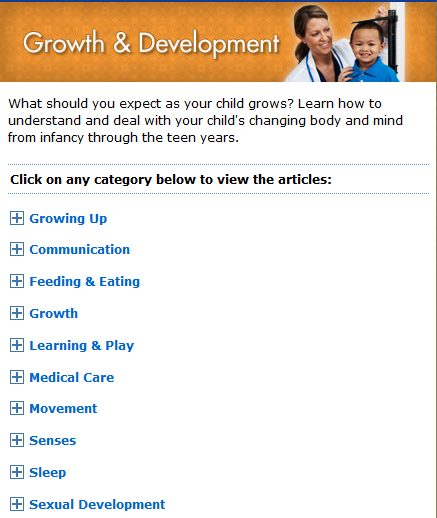 Growth & Development
What should you expect as your child grows? Learn how to
understand and deal with your child's changing body and mind
from infancy through the teen years.
Click on any category below to view the articles:
Growing Up
Communication
Feeding & Eating
Growth
Learning & Play
Medical Care
Movement
Senses
Sleep
Sexual Development